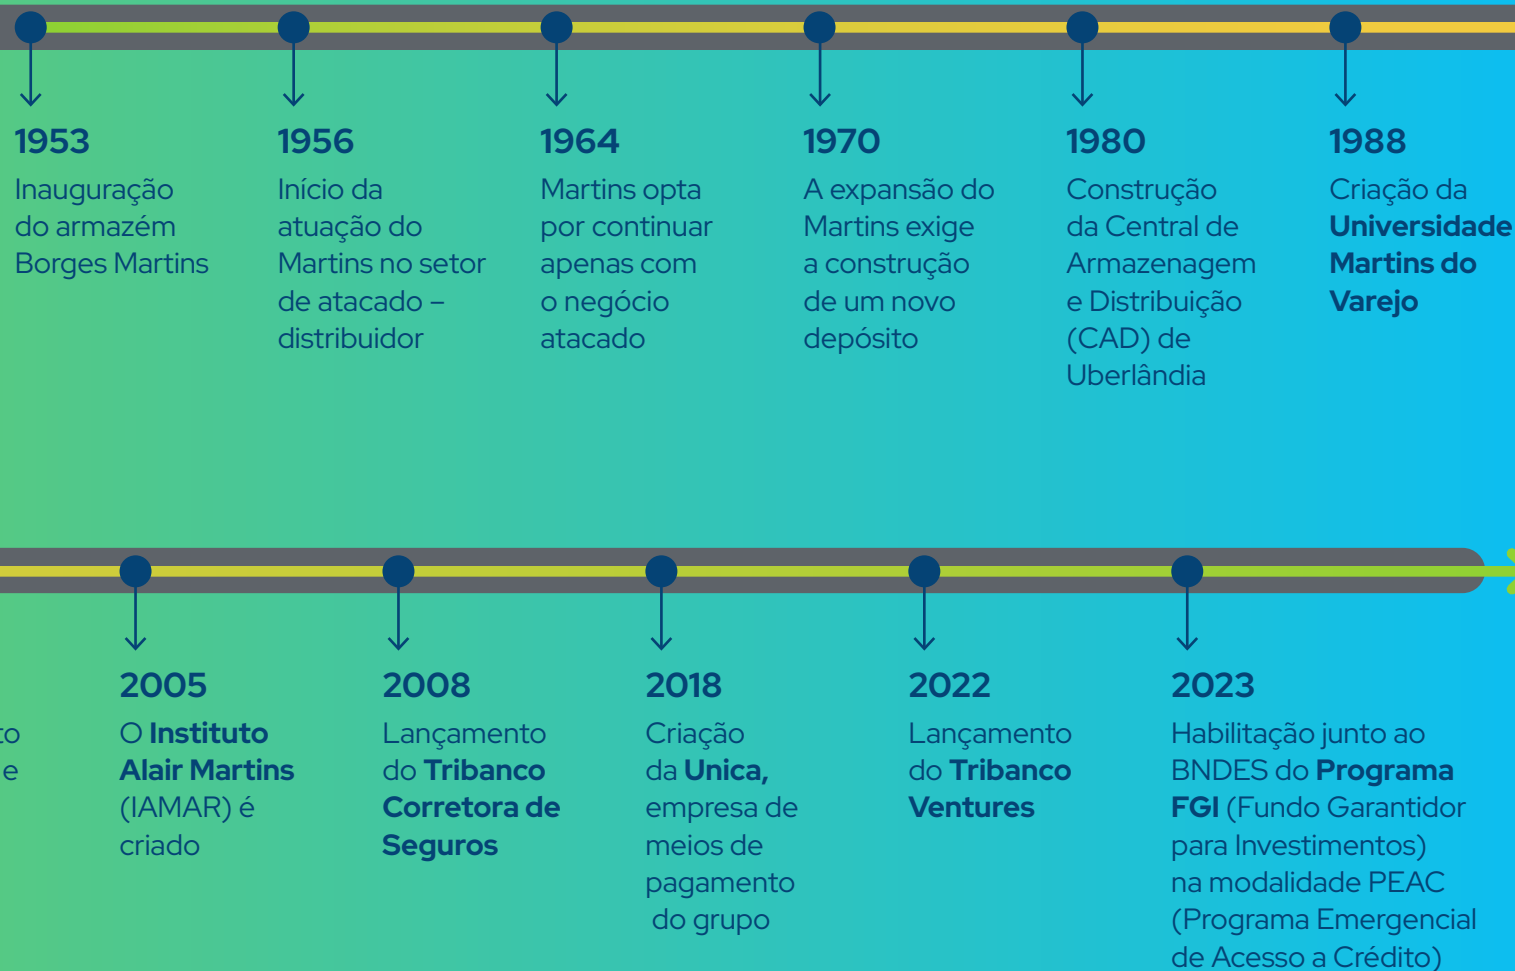 1953
Inauguração
do armazém
Borges Martins
1956
Início da
atuação do
Martins no setor
de atacado –
distribuidor
1964
Martins opta
por continuar
apenas com
o negócio
atacado
1970
A expansão do
Martins exige
a construção
de um novo
depósito
1980
Construção
da Central de
Armazenagem
e Distribuição
(CAD) de
Uberlândia
1988
Criação da
Universidade
Martins do
Varejo
e
2005
O Instituto
Alair Martins
(IAMAR) é
criado
2008
Lançamento
do Tribanco
Corretora de
Seguros
2018
Criação
da Unica,
empresa de
meios de
pagamento
do grupo
2022
Lançamento
do Tribanco
Ventures
2023
Habilitação junto ao
BNDES do Programa
FGI (Fundo Garantidor
para Investimentos)
na modalidade PEAC
(Programa Emergencial
de Acesso a Crédito)